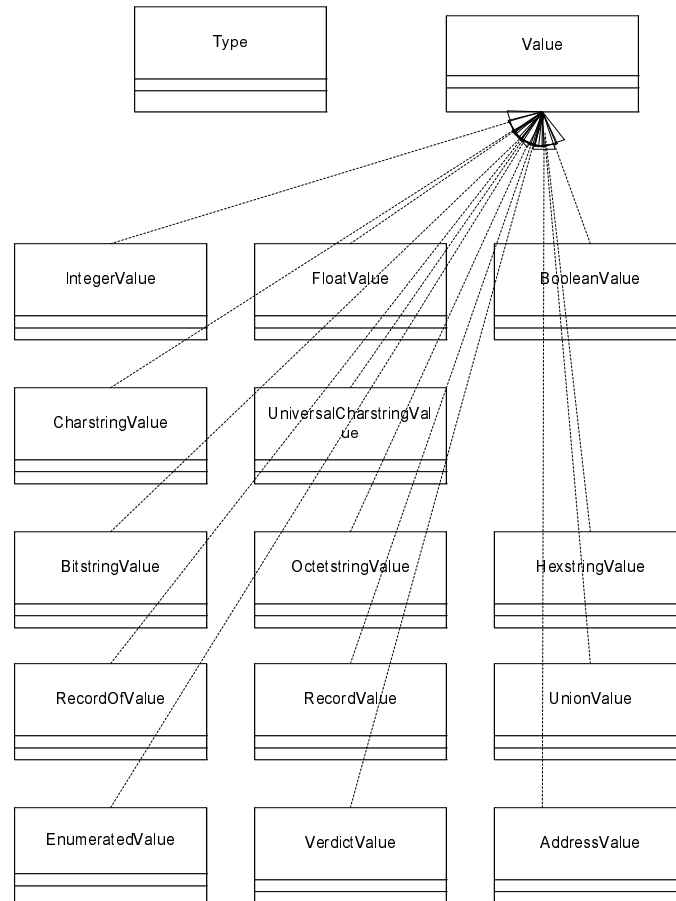 Type
Value
IntegerValue
FloatValue
BooleanValue
CharstringValue
UniversalCharstringVal
ue
BitstringValue
OctetstringValue
HexstringValue
RecordOfValue
RecordValue
UnionValue
EnumeratedValue
VerdictValue
AddressValue